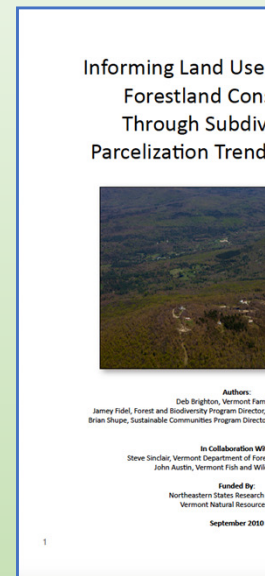 Informing Land Use
Forestland Con
Through Subdiv
Parcelization Trend
Authors:
Deb Brighton, Vermont Fam
Jamey Fidel, Forest and Biodiversity Program Director,
Brian Shupe, Sustainable Communities Program Directo
In Collaboration Wi
Steve Sinclair, Vermont Department of Fore
John Austin, Vermont Fish and Wil
Funded By:
Northeastern States Research
Vermont Natural Resource
September 2010
1